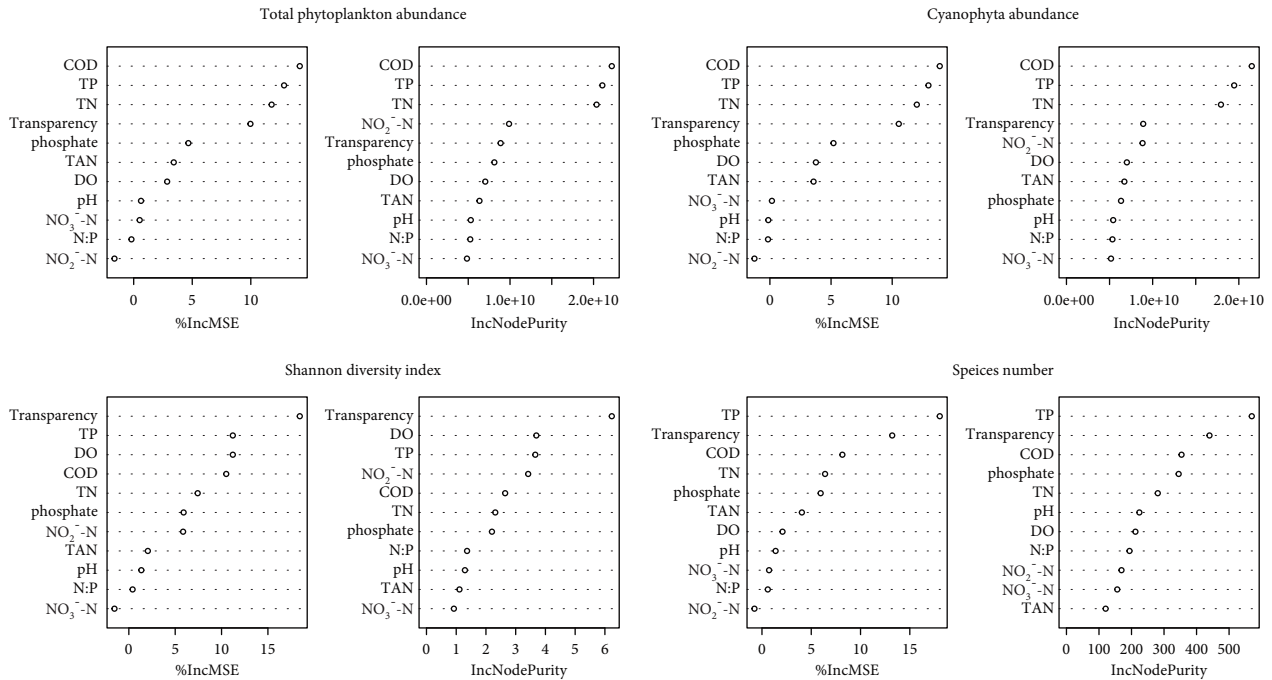 Total phytoplankton abundance
COD
TP
TN
Transparency
phosphate
TAN
DO
pH
NO₃⁻-N
N:P
NO₂⁻-N
0 5 10
%IncMSE
COD
TP
TN
NO₂⁻-N
Transparency
phosphate
DO
TAN
pH
N:P
NO₃⁻-N
0.0e+00 1.0e+10 2.0e+10
IncNodePurity
Cyanophyta abundance
COD
TP
TN
Transparency
phosphate
DO
TAN
NO₃⁻-N
pH
N:P
NO₂⁻-N
0 5 10
%IncMSE
COD
TP
TN
Transparency
NO₂⁻-N
DO
TAN
phosphate
pH
N:P
NO₃⁻-N
0.0e+00 1.0e+10 2.0e+10
IncNodePurity
Shannon diversity index
Transparency
TP
DO
COD
TN
phosphate
NO₂⁻-N
TAN
pH
N:P
NO₃⁻-N
0 5 10 15
%IncMSE
Transparency
DO
TP
NO₂⁻-N
COD
TN
phosphate
N:P
pH
TAN
NO₃⁻-N
0 1 2 3 4 5 6
IncNodePurity
Speices number
TP
Transparency
COD
TN
phosphate
TAN
DO
pH
NO₃⁻-N
N:P
NO₂⁻-N
0 5 10 15
%IncMSE
TP
Transparency
COD
phosphate
TN
pH
DO
N:P
NO₂⁻-N
NO₃⁻-N
TAN
0 100 200 300 400 500
IncNodePurity